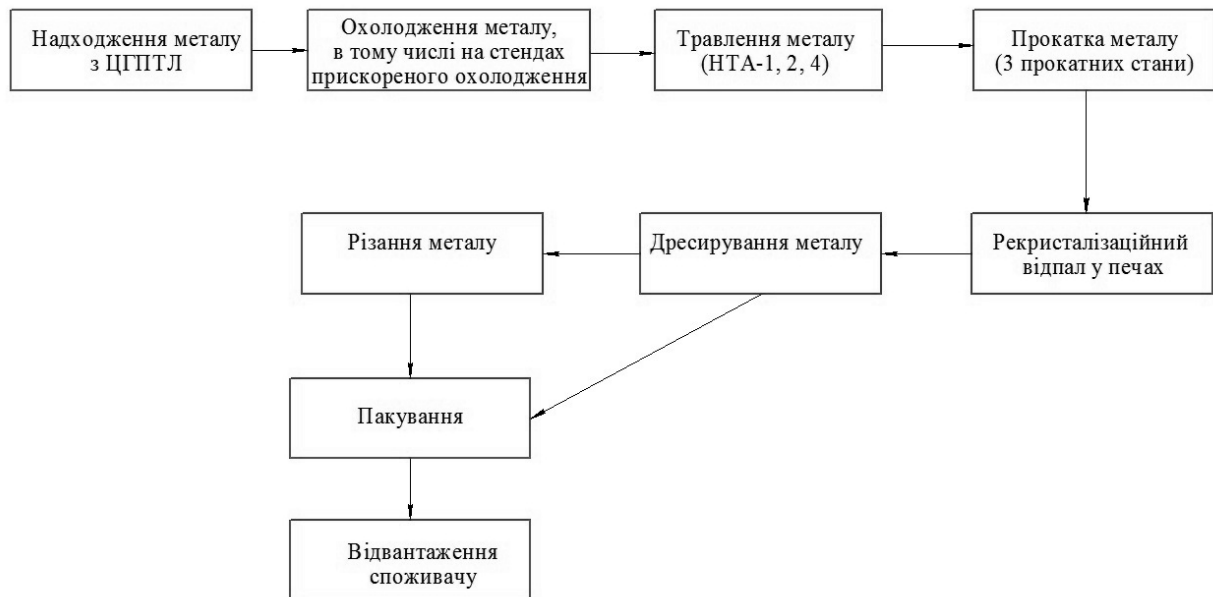 Надходження металу
з ЦГПТЛ
Охолодження металу,
в тому числі на стендах
прискореного охолодження
Травлення металу
(НТА-1, 2, 4)
Прокатка металу
(3 прокатних стани)
Рекристалізаційний
відпал у печах
Дресирування металу
Різання металу
Пакування
Відвантаження
споживачу